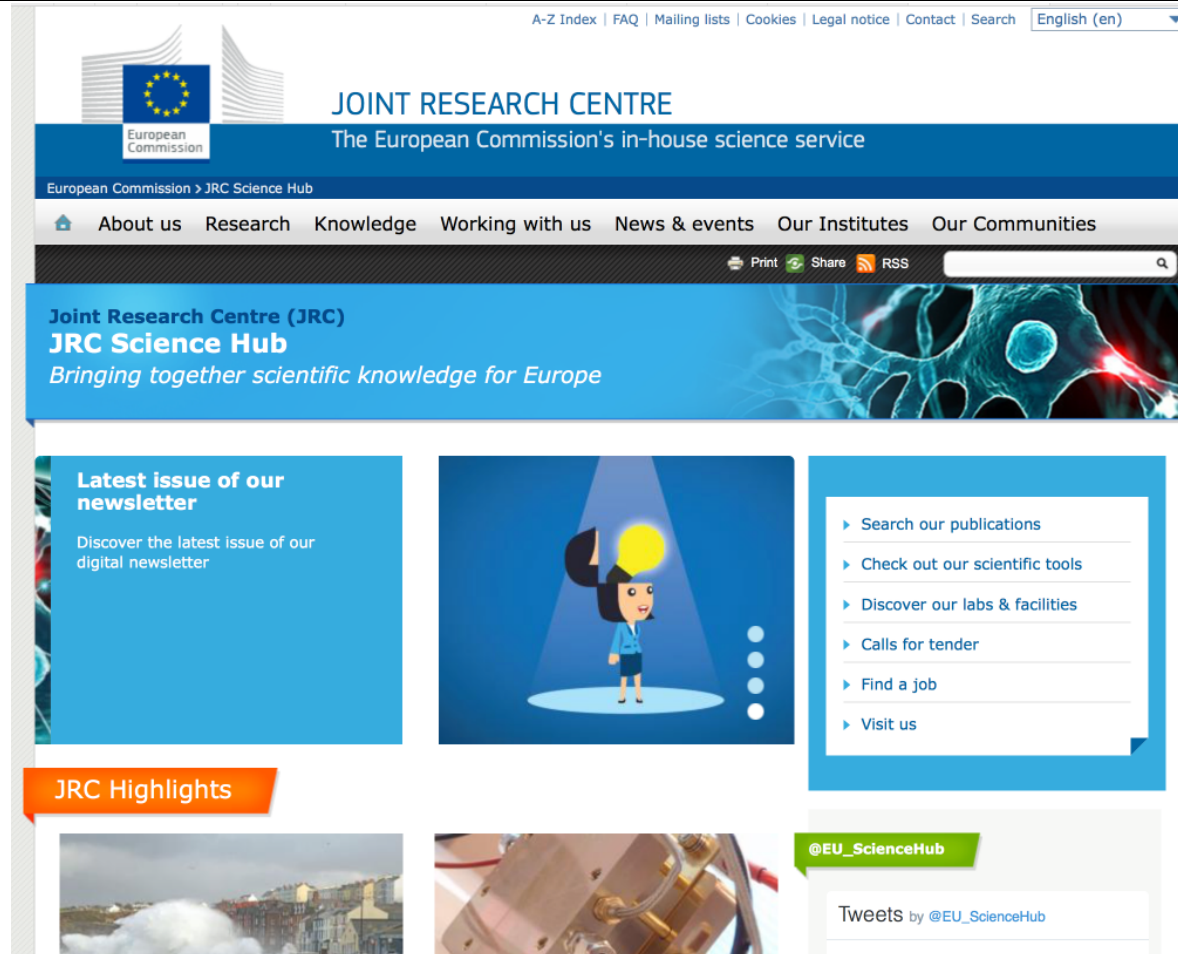 A-Z Index | FAQ | Mailing lists | Cookies | Legal notice | Contact | Search
English (en)
European
Commission
JOINT RESEARCH CENTRE
The European Commission's in-house science service
European Commission > JRC Science Hub
About us Research Knowledge Working with us News & events Our Institutes Our Communities
Print Share RSS
Joint Research Centre (JRC)
JRC Science Hub
Bringing together scientific knowledge for Europe
Latest issue of our
newsletter
Discover the latest issue of our
digital newsletter
Search our publications
Check out our scientific tools
Discover our labs & facilities
Calls for tender
Find a job
Visit us
JRC Highlights
@EU_ScienceHub
Tweets by @EU_ScienceHub